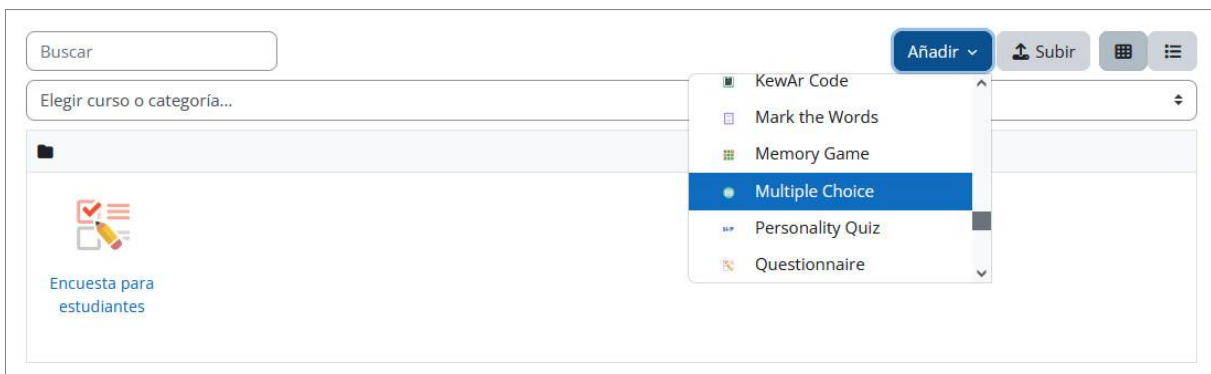 Buscar
Añadir
Subir
Elegir curso o categoría...
KewAr Code
Mark the Words
Memory Game
Multiple Choice
Personality Quiz
Questionnaire
Encuesta para
estudiantes